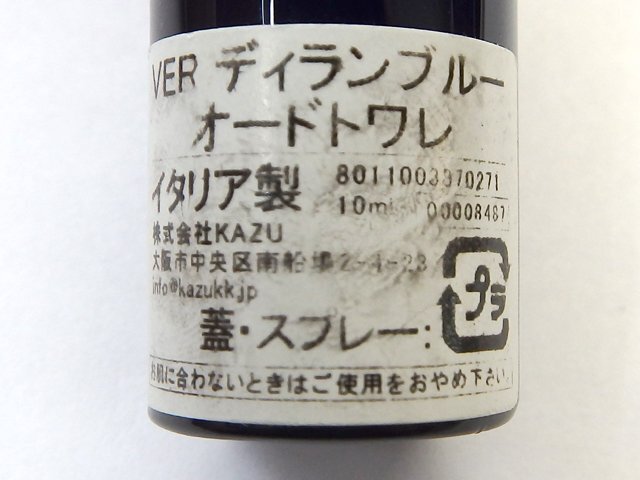 VER ディランブルー
オードトワレ
イタリア製 8011003370271
10ml 00008487
株式会社KAZU
大阪市中央区南船場2-4-23
info@kazukk.jp
蓋・スプレー: プラ
お肌に合わないときはご使用をおやめ下さい。